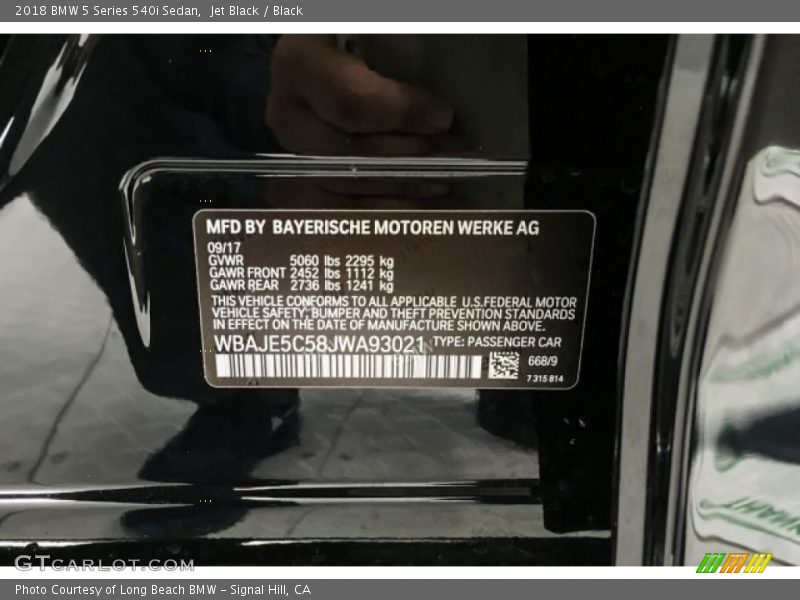 2018 BMW 5 Series 540i Sedan, Jet Black / Black
MFD BY BAYERISCHE MOTOREN WERKE AG
09/17
GVWR 5060 lbs 2295 kg
GAWR FRONT 2452 lbs 1112 kg
GAWR REAR 2736 lbs 1241 kg
THIS VEHICLE CONFORMS TO ALL APPLICABLE U.S.FEDERAL MOTOR
VEHICLE SAFETY, BUMPER AND THEFT PREVENTION STANDARDS
IN EFFECT ON THE DATE OF MANUFACTURE SHOWN ABOVE.
WBAJE5C58JWA93021 TYPE: PASSENGER CAR
668/9
7 315 814
GTcarlot.com
Photo Courtesy of Long Beach BMW - Signal Hill, CA